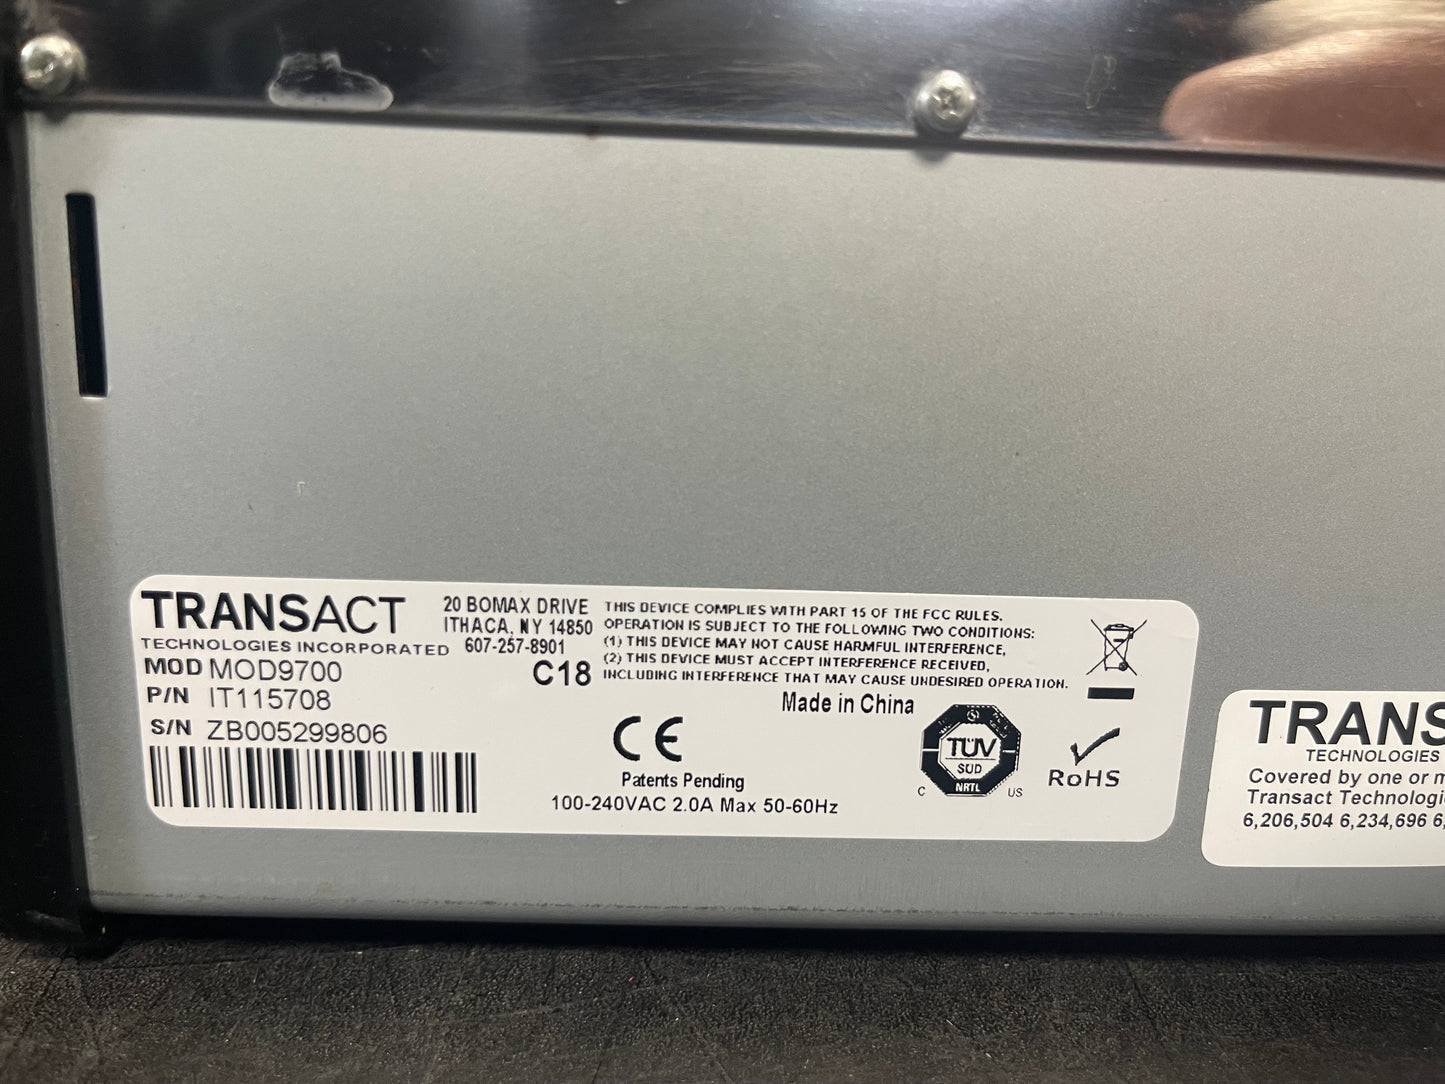 TRANSACT
TECHNOLOGIES INCORPORATED
20 BOMAX DRIVE
ITHACA, NY 14850
607-257-8901
C18
MOD MOD9700
P/N IT115708
S/N ZB005299806
THIS DEVICE COMPLIES WITH PART 15 OF THE FCC RULES.
OPERATION IS SUBJECT TO THE FOLLOWING TWO CONDITIONS:
(1) THIS DEVICE MAY NOT CAUSE HARMFUL INTERFERENCE,
(2) THIS DEVICE MUST ACCEPT INTERFERENCE RECEIVED,
INCLUDING INTERFERENCE THAT MAY CAUSE UNDESIRED OPERATION.
Made in China
CE
Patents Pending
100-240VAC 2.0A Max 50-60Hz
TÜV
SÜD
NRTL
C US
RoHS
TRANS
TECHNOLOGIES
Covered by one or
Transact
6,206,504 6,234,696